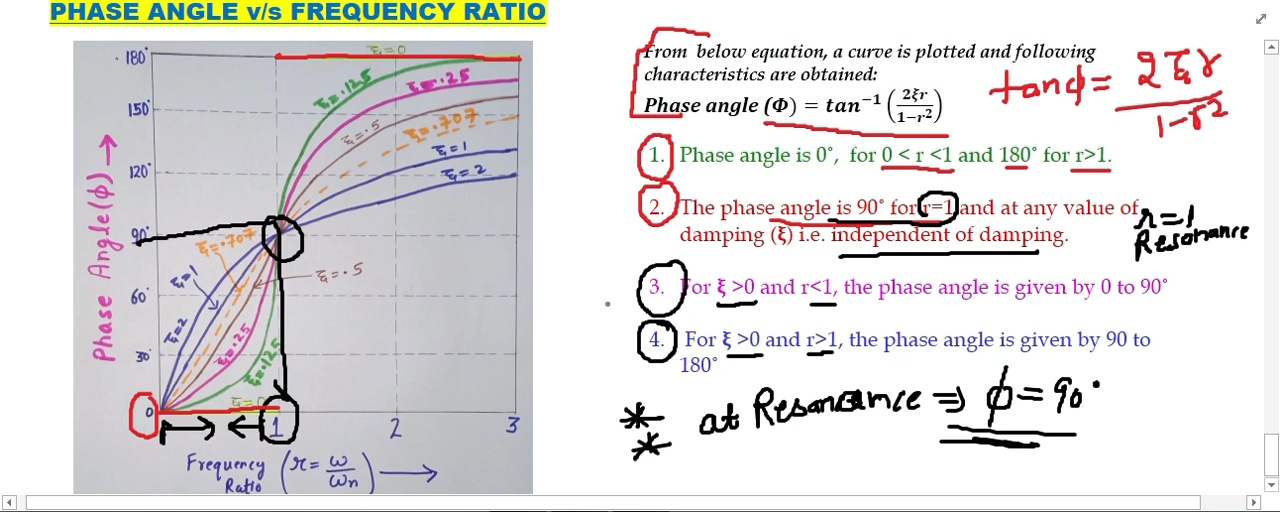 PHASE ANGLE v/s FREQUENCY RATIO
180°
150°
120°
90°
60°
30°
0
Phase Angle(ϕ) →
ξ=0
ξ=.125
ξ=.25
ξ=.5
ξ=.707
ξ=1
ξ=2
ξ=.707
ξ=1
ξ=.5
ξ=2
ξ=.25
ξ=.125
ξ=0
1 2 3
Frequency Ratio (r = ω/ωn) →
From below equation, a curve is plotted and following
characteristics are obtained:
Phase angle (Φ) = tan⁻¹ (2ξr/1−r²)
tanϕ = 2ξr/1−r²
1. Phase angle is 0°, for 0 < r <1 and 180° for r>1.
2. The phase angle is 90° for r=1 and at any value of
damping (ξ) i.e. independent of damping.
r=1
Resonance
3. For ξ >0 and r<1, the phase angle is given by 0 to 90°
4. For ξ >0 and r>1, the phase angle is given by 90 to
180°
* at Resonance ⇒ ϕ = 90°
*